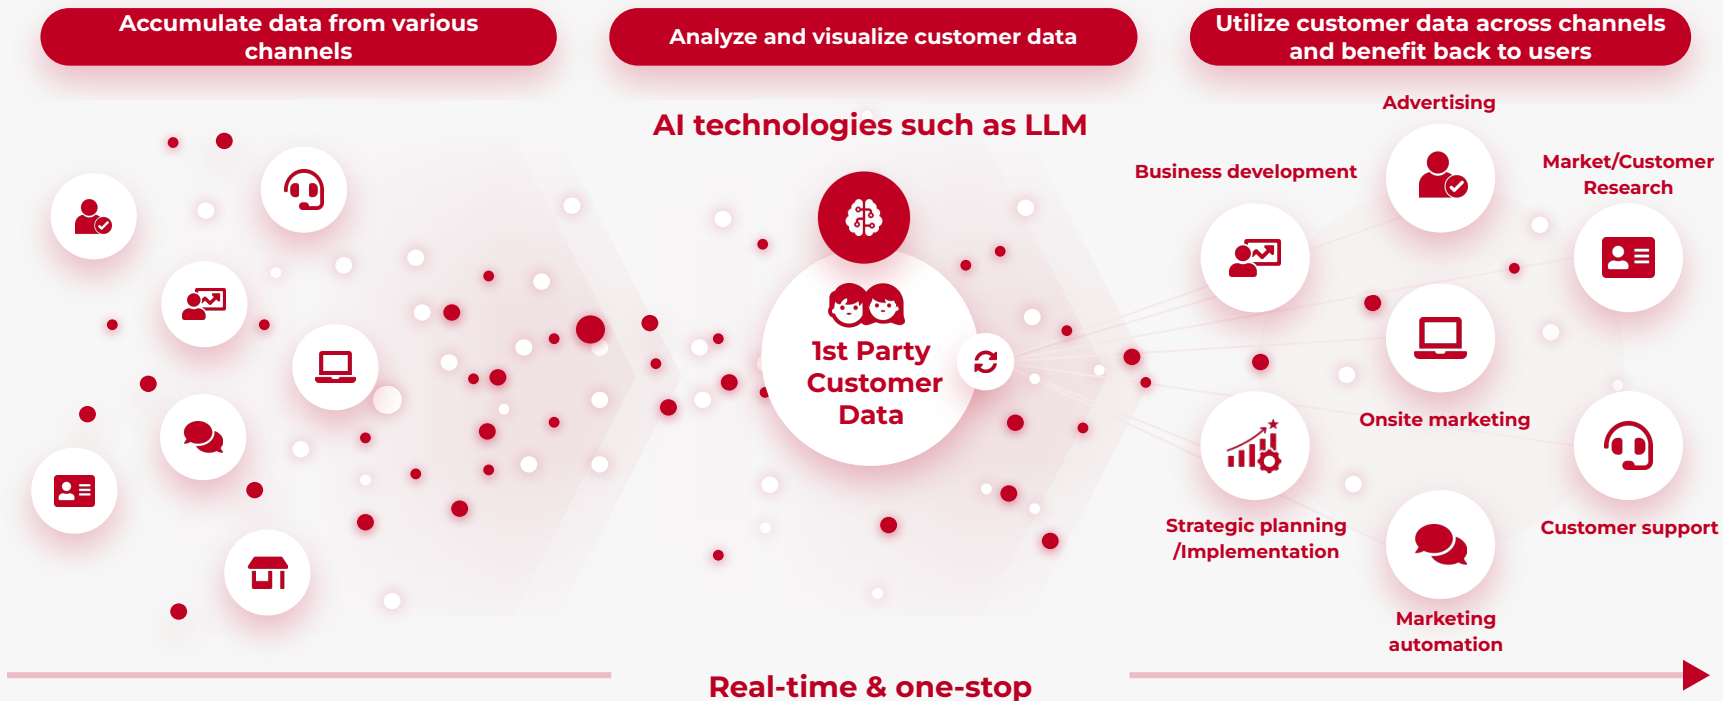 Accumulate data from various
channels
Analyze and visualize customer data
Utilize customer data across channels
and benefit back to users
AI technologies such as LLM
1st Party
Customer
Data
Advertising
Business development
Market/Customer
Research
Onsite marketing
Strategic planning
/Implementation
Customer support
Marketing
automation
Real-time & one-stop